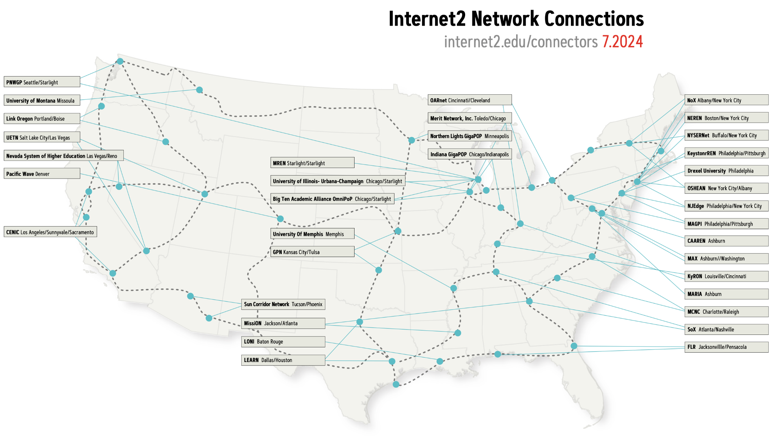 Internet2 Network Connections
internet2.edu/connectors 7.2024
PNWGP Seattle/Starlight
University of Montana Missoula
Link Oregon Portland/Boise
UETN Salt Lake City/Las Vegas
Nevada System of Higher Education Las Vegas/Reno
Pacific Wave Denver
CENIC Los Angeles/Sunnyvale/Sacramento
MREN Starlight/Starlight
University of Illinois- Urbana-Champaign Chicago/Starlight
Big Ten Academic Alliance OmniPoP Chicago/Starlight
University Of Memphis Memphis
GPN Kansas City/Tulsa
Sun Corridor Network Tucson/Phoenix
MissiON Jackson/Atlanta
LONI Baton Rouge
LEARN Dallas/Houston
OARnet Cincinnati/Cleveland
Merit Network, Inc. Toledo/Chicago
Northern Lights GigaPOP Minneapolis
Indiana GigaPOP Chicago/Indianapolis
NoX Albany/New York City
NEREN Boston/New York City
NYSERNet Buffalo/New York City
KeystonrREN Philadelphia/Pittsburgh
Drexel University Philadelphia
OSHEAN New York City/Albany
NJEdge Philadelphia/New York City
MAGPI Philadelphia/Pittsburgh
CAAREN Ashburn
MAX Ashburn//Washington
KyRON Louisville/Cincinnati
MARIA Ashburn
MCNC Charlotte/Raleigh
SoX Atlanta/Nashville
FLR Jacksonville/Pensacola